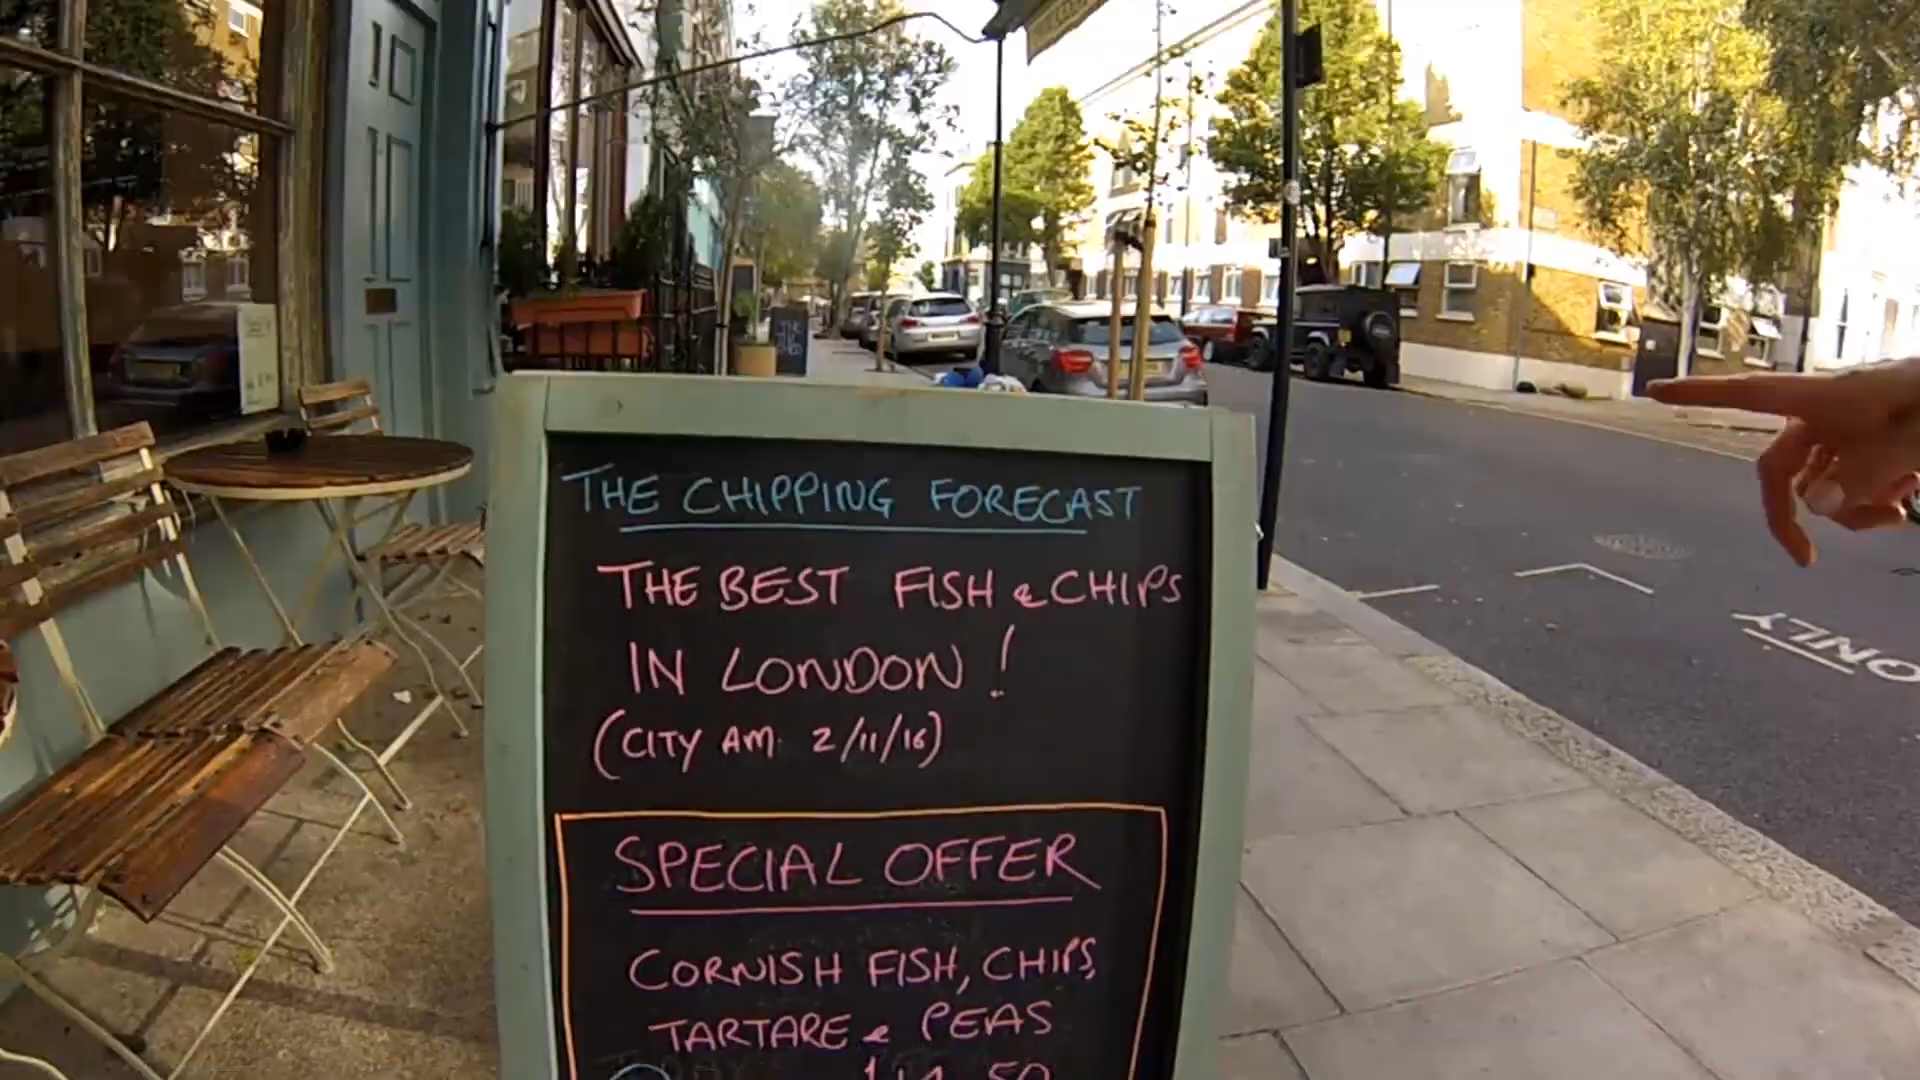 THE CHIPPING FORECAST
THE BEST FISH & CHIPS
IN LONDON!
(CITY AM 2/11/16)
SPECIAL OFFER
CORNISH FISH, CHIPS,
TARTARE & PEAS
ONLY